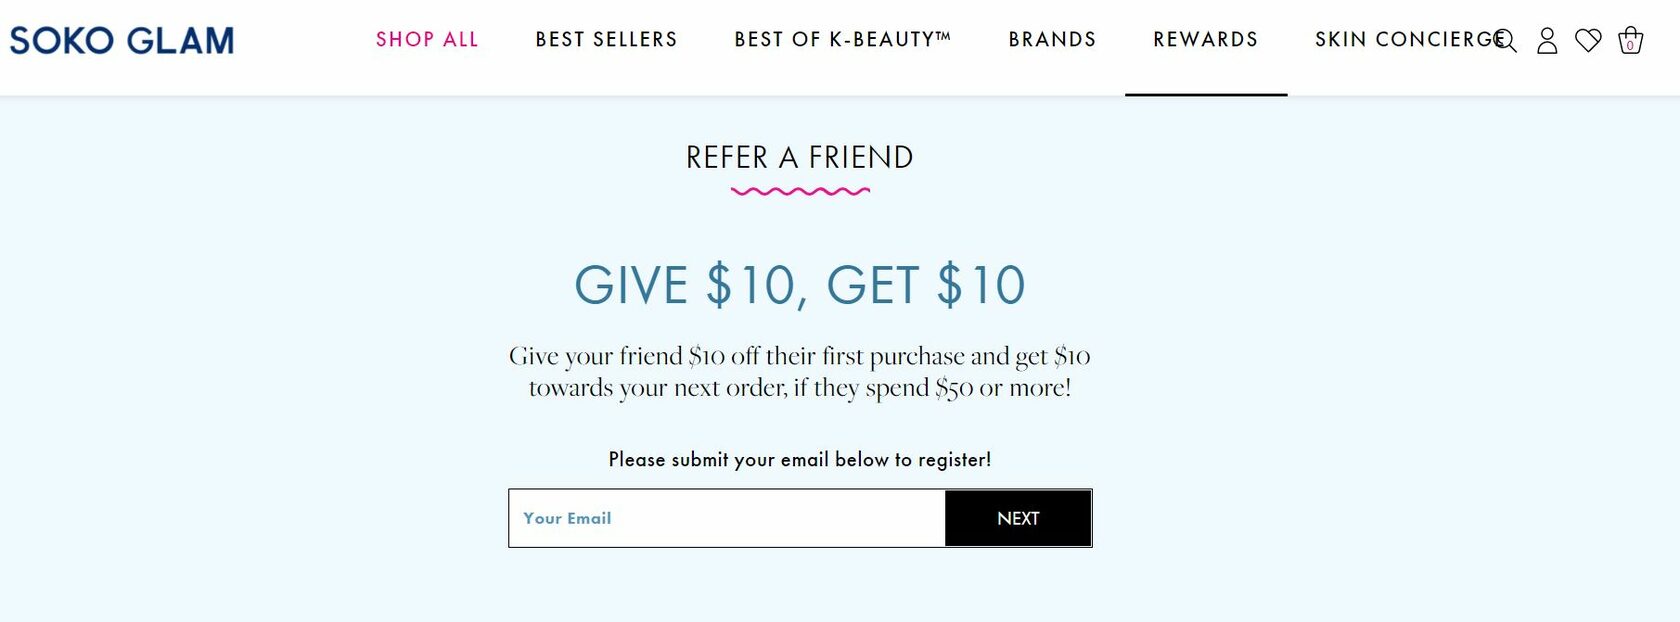 SOKO GLAM
SHOP ALL
BEST SELLERS
BEST OF K-BEAUTY™
BRANDS
REWARDS
SKIN CONCIERGE
0
REFER A FRIEND
GIVE $10, GET $10
Give your friend $10 off their first purchase and get $10
towards your next order, if they spend $50 or more!
Please submit your email below to register!
Your Email
NEXT